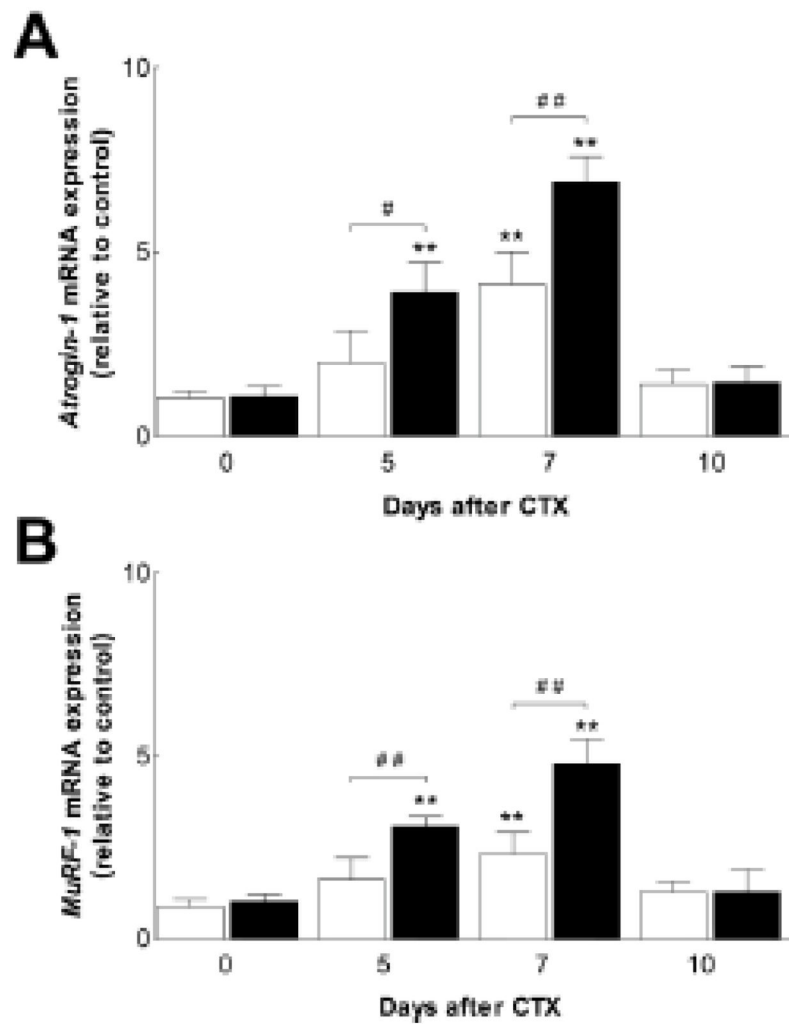 A
Atrogin-1 mRNA expression
(relative to control)
10
5
0
##
**
#
**
**
0 5 7 10
Days after CTX
B
MuRF-1 mRNA expression
(relative to control)
10
5
0
##
**
##
**
**
0 5 7 10
Days after CTX